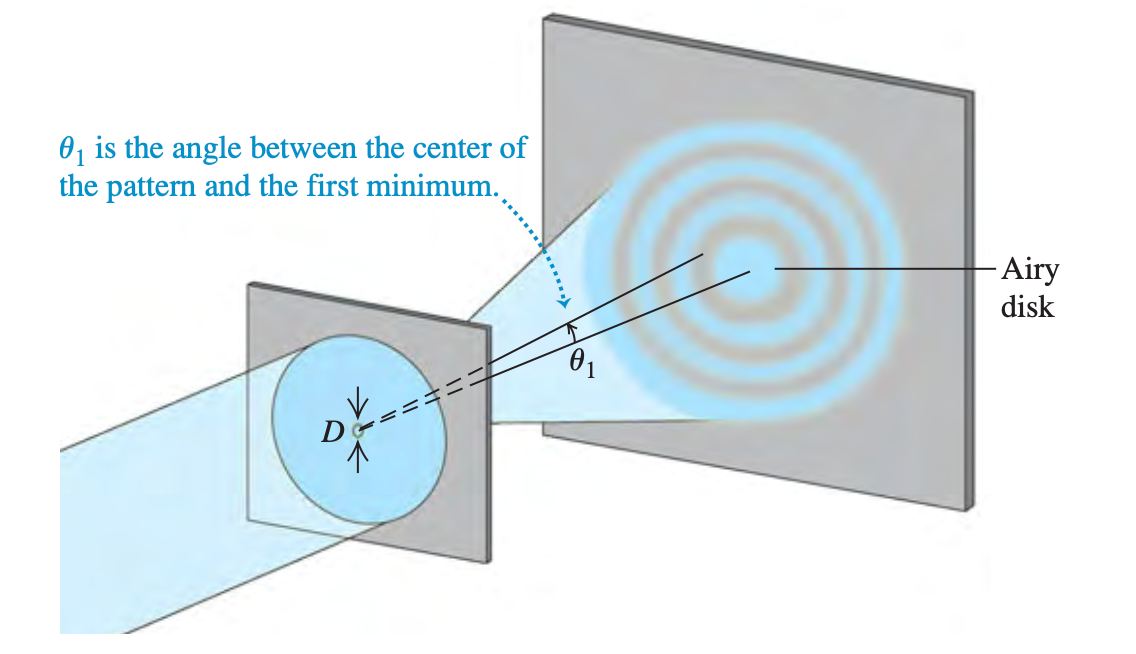 θ₁ is the angle between the center of
the pattern and the first minimum.
Airy
disk
θ₁
D